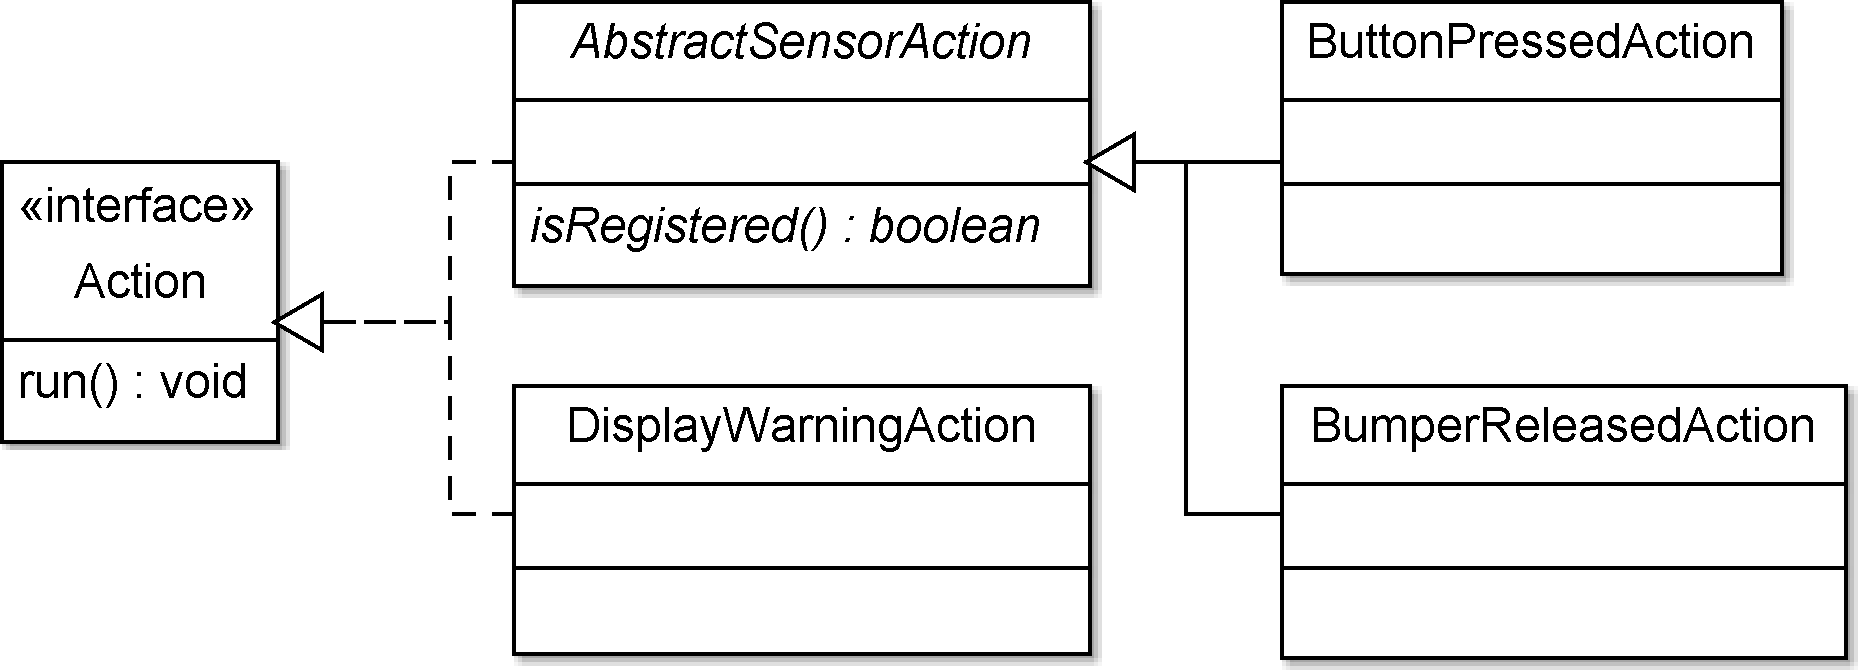 «interface»
Action
run() : void
AbstractSensorAction
isRegistered() : boolean
DisplayWarningAction
ButtonPressedAction
BumperReleasedAction